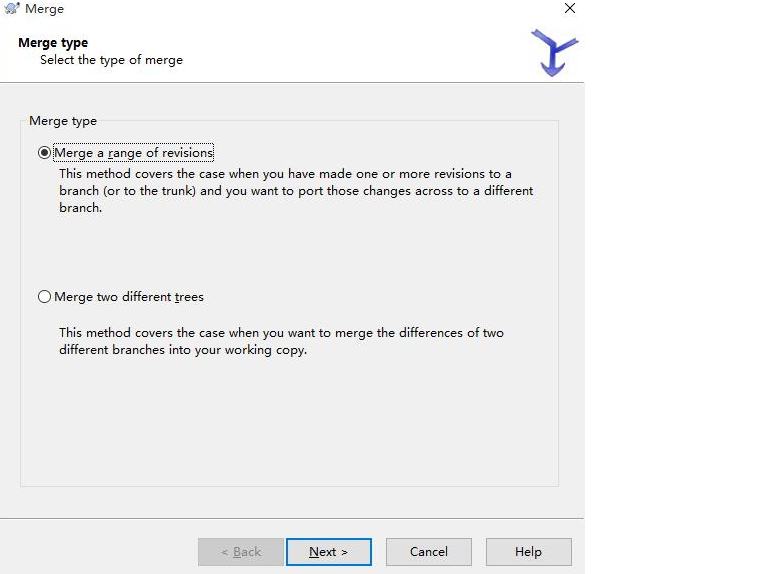 Merge
Merge type
Select the type of merge
Merge type
Merge a range of revisions
This method covers the case when you have made one or more revisions to a
branch (or to the trunk) and you want to port those changes across to a different
branch.
Merge two different trees
This method covers the case when you want to merge the differences of two
different branches into your working copy.
< Back
Next >
Cancel
Help